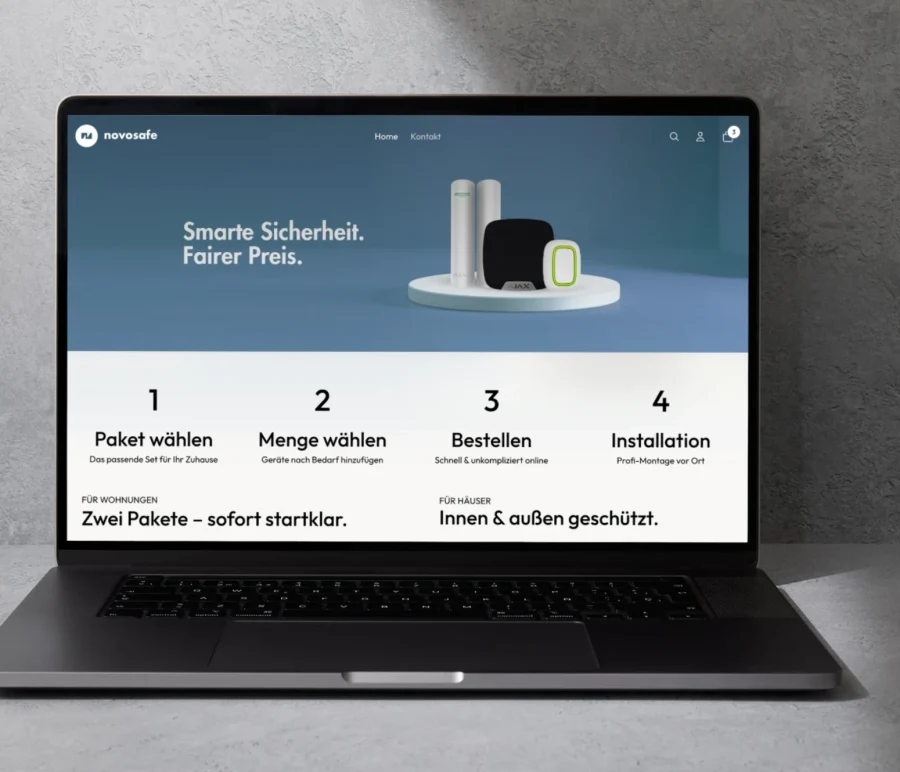 novosafe
Home Kontakt
3
Smarte Sicherheit.
Fairer Preis.
AJAX
1
Paket wählen
Das passende Set für Ihr Zuhause
2
Menge wählen
Geräte nach Bedarf hinzufügen
3
Bestellen
Schnell & unkompliziert online
4
Installation
Profi-Montage vor Ort
FÜR WOHNUNGEN
Zwei Pakete – sofort startklar.
FÜR HÄUSER
Innen & außen geschützt.